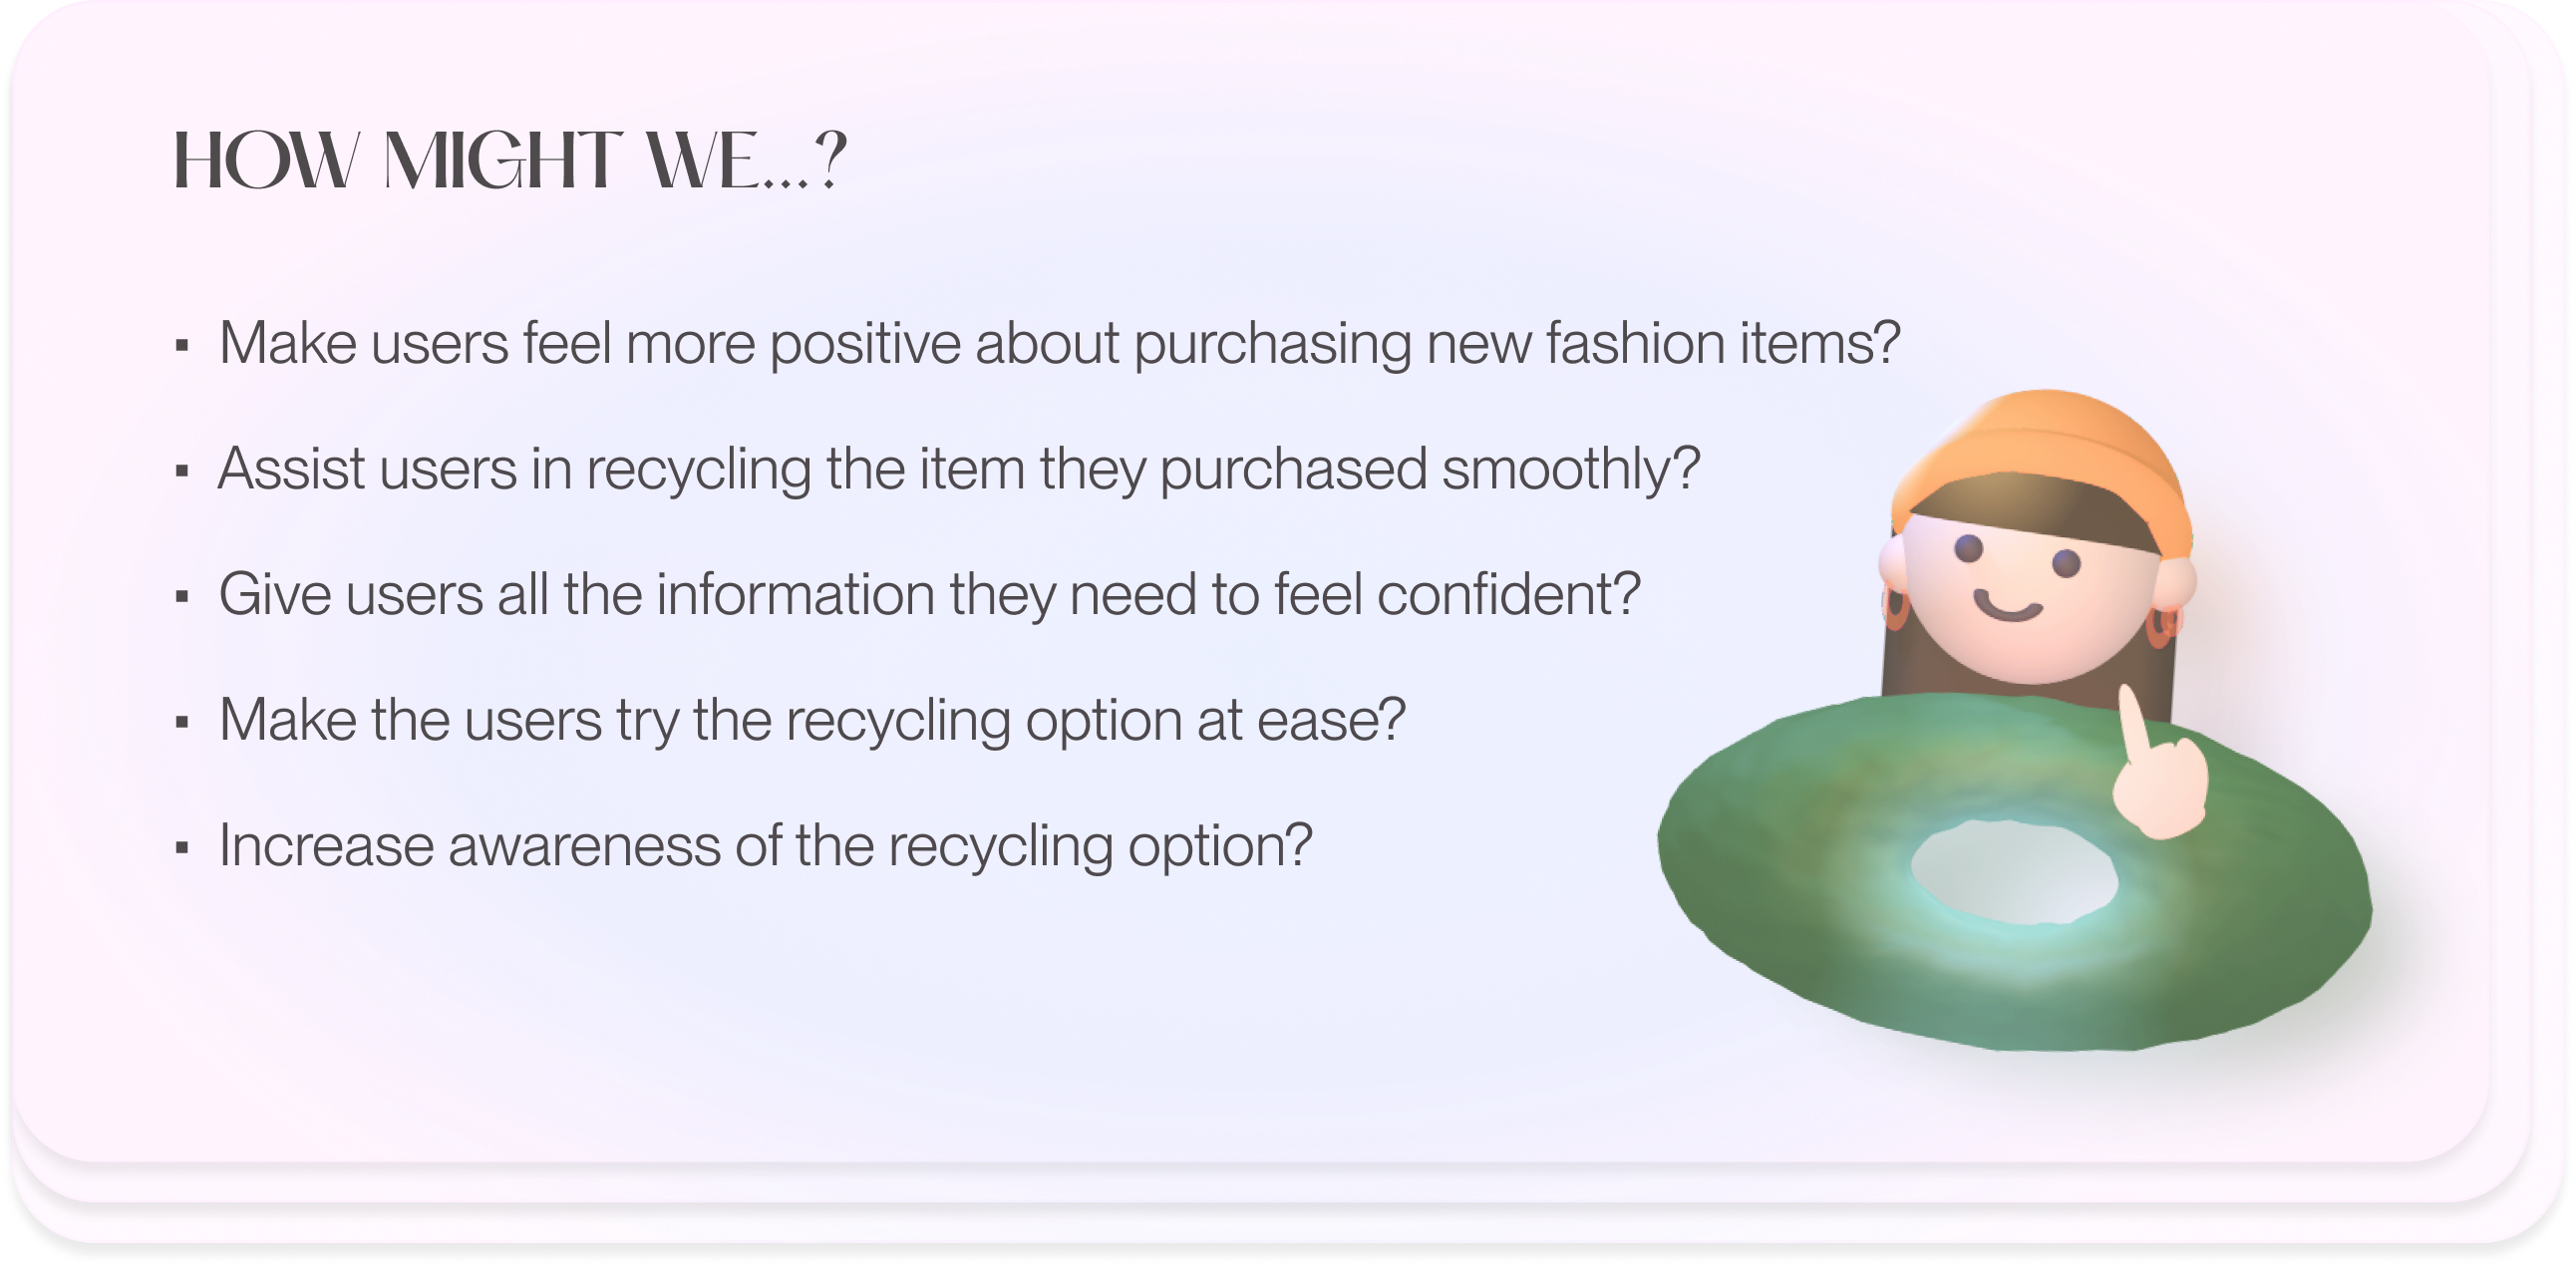 HOW MIGHT WE...?
▪ Make users feel more positive about purchasing new fashion items?
▪ Assist users in recycling the item they purchased smoothly?
▪ Give users all the information they need to feel confident?
▪ Make the users try the recycling option at ease?
▪ Increase awareness of the recycling option?